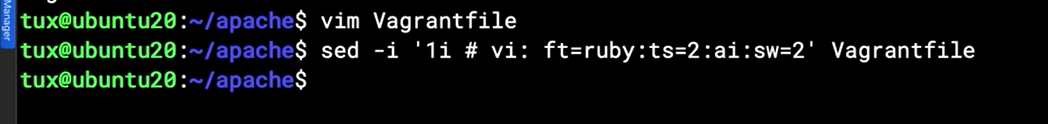 Manager
tux@ubuntu20:~/apache$ vim Vagrantfile
tux@ubuntu20:~/apache$ sed -i '1i # vi: ft=ruby:ts=2:ai:sw=2' Vagrantfile
tux@ubuntu20:~/apache$